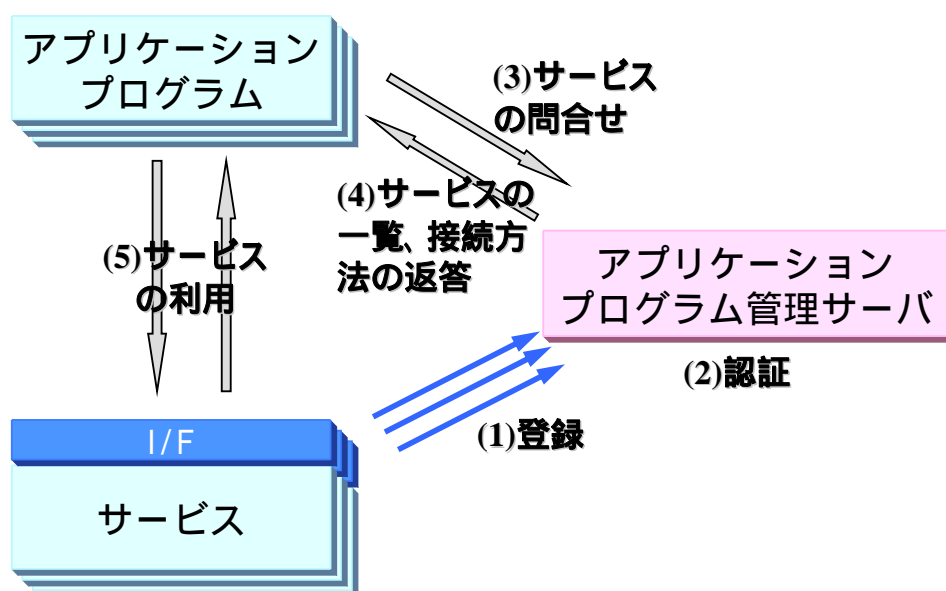 アプリケーション
プログラム
(3)サービス
の問合せ
(4)サービスの
一覧、接続方
法の返答
(5)サービス
の利用
アプリケーション
プログラム管理サーバ
(2)認証
(1)登録
I/F
サービス